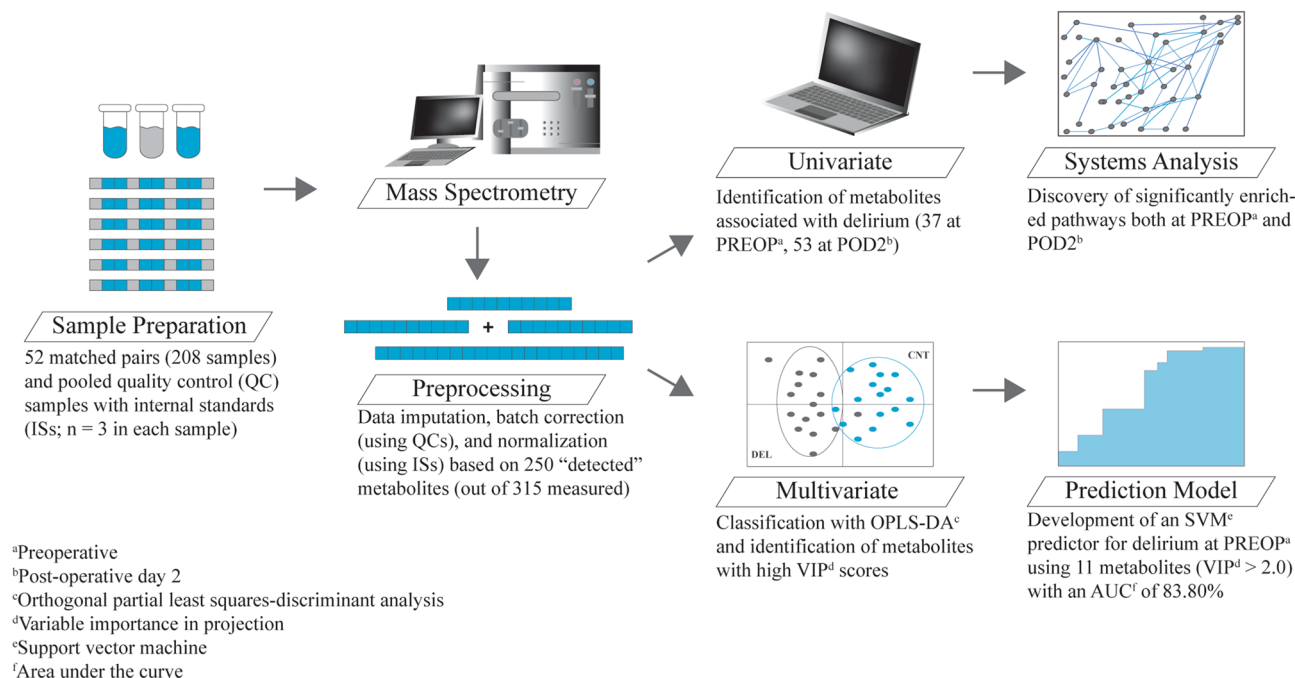 Sample Preparation
52 matched pairs (208 samples)
and pooled quality control (QC)
samples with internal standards
(ISs; n = 3 in each sample)
Mass Spectrometry
+
Preprocessing
Data imputation, batch correction
(using QCs), and normalization
(using ISs) based on 250 “detected”
metabolites (out of 315 measured)
Univariate
Identification of metabolites
associated with delirium (37 at
PREOPᵃ, 53 at POD2ᵇ)
Systems Analysis
Discovery of significantly enrich-
ed pathways both at PREOPᵃ and
POD2ᵇ
CNT
DEL
Multivariate
Classification with OPLS-DAᶜ
and identification of metabolites
with high VIPᵈ scores
Prediction Model
Development of an SVMᵉ
predictor for delirium at PREOPᵃ
using 11 metabolites (VIPᵈ > 2.0)
with an AUCᶠ of 83.80%
ᵃPreoperative
ᵇPost-operative day 2
ᶜOrthogonal partial least squares-discriminant analysis
ᵈVariable importance in projection
ᵉSupport vector machine
ᶠArea under the curve